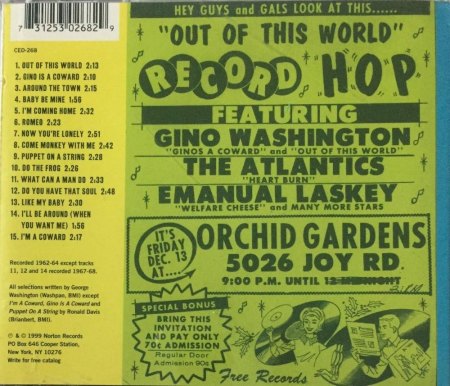 7 31253 02682 9
CED-268
1. OUT OF THIS WORLD 2:13
2. GINO IS A COWARD 2:10
3. AROUND THE TOWN 2:15
4. BABY BE MINE 1:56
5. I'M COMING HOME 2:32
6. ROMEO 2:23
7. NOW YOU'RE LONELY 2:51
8. COME MONKEY WITH ME 2:42
9. PUPPET ON A STRING 2:28
10. DO THE FROG 2:26
11. WHAT CAN A MAN DO 2:33
12. DO YOU HAVE THAT SOUL 2:48
13. LIKE MY BABY 2:30
14. I'LL BE AROUND (WHEN
YOU WANT ME) 1:56
15. I'M A COWARD 2:17
Recorded 1962-64 except tracks
11, 12 and 14 recorded 1967-68.
All selections written by George
Washington (Washpan, BMI) except
I'm A Coward, Gino Is A Coward and
Puppet On A String by Ronald Davis
(Brianbert, BMI).
℗ & © 1999 Norton Records
PO Box 646 Cooper Station,
New York, NY 10276
Write for free catalog
HEY GUYS and GALS LOOK AT THIS......
"OUT OF THIS WORLD"
RECORD "HOP"
FEATURING
GINO WASHINGTON
"GINOS A COWARD" and "OUT OF THIS WORLD"
THE ATLANTICS
"HEART BURN"
EMANUAL LASKEY
"WELFARE CHEESE" and MANY MORE STARS
IT'S
FRIDAY
DEC. 13
AT....
ORCHID GARDENS
5026 JOY RD.
9:00 P.M. UNTIL 12 MIDNIGHT
SPECIAL BONUS
BRING THIS
INVITATION
AND PAY ONLY
70¢ ADMISSION
Regular Door
Admission 90¢
Free Records